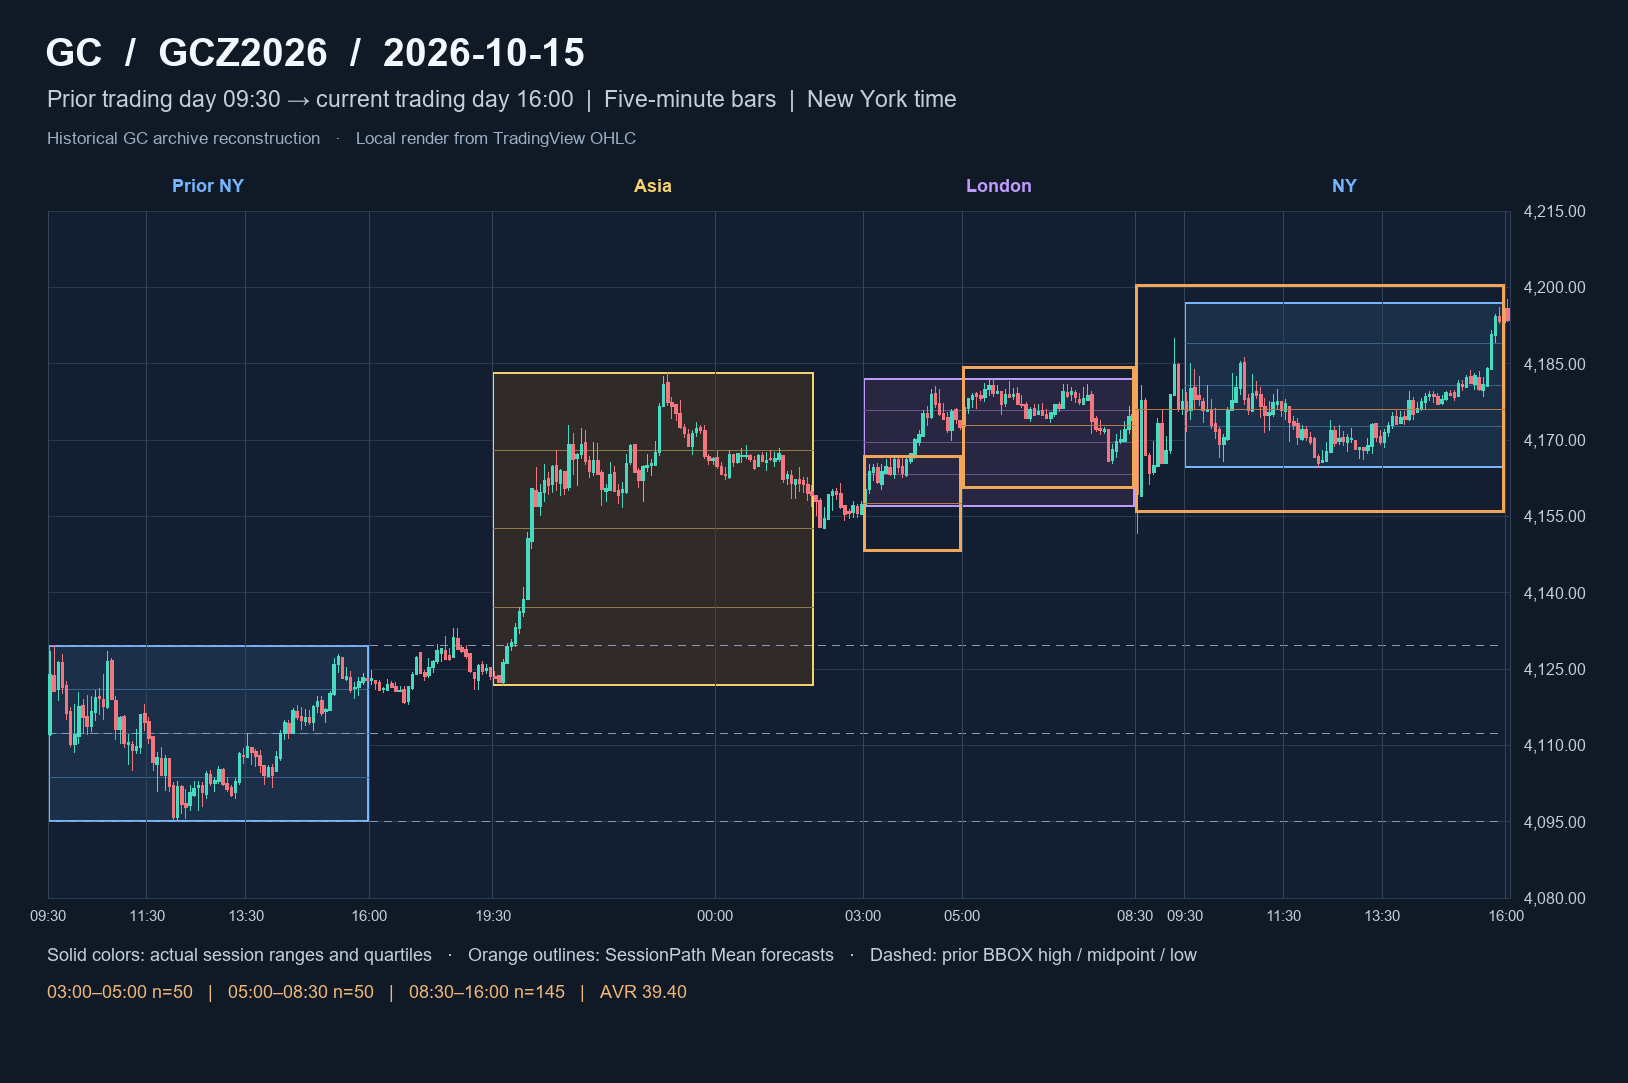 GC / GCZ2026 / 2026-10-15
Prior trading day 09:30 → current trading day 16:00 | Five-minute bars | New York time
Historical GC archive reconstruction · Local render from TradingView OHLC
Prior NY Asia London NY
4,215.00
4,200.00
4,185.00
4,170.00
4,155.00
4,140.00
4,125.00
4,110.00
4,095.00
4,080.00
09:30 11:30 13:30 16:00 19:30 00:00 03:00 05:00 08:30 09:30 11:30 13:30 16:00
Solid colors: actual session ranges and quartiles · Orange outlines: SessionPath Mean forecasts · Dashed: prior BBOX high / midpoint / low
03:00–05:00 n=50 | 05:00–08:30 n=50 | 08:30–16:00 n=145 | AVR 39.40